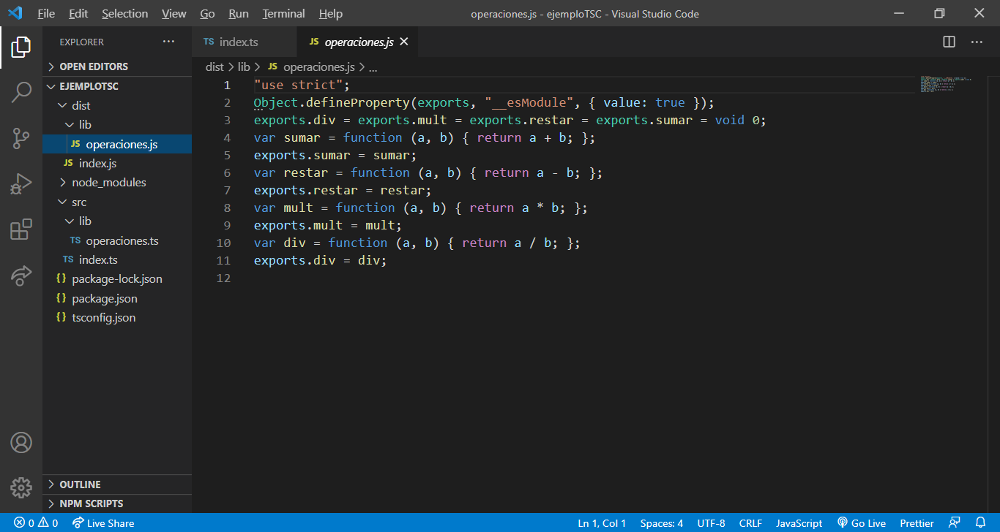 File Edit Selection View Go Run Terminal Help operaciones.js - ejemploTSC - Visual Studio Code
EXPLORER ...
OPEN EDITORS
EJEMPLOTSC
dist
lib
JS operaciones.js
JS index.js
node_modules
src
lib
TS operaciones.ts
TS index.ts
{} package-lock.json
{} package.json
{} tsconfig.json
OUTLINE
NPM SCRIPTS
TS index.ts JS operaciones.js
dist > lib > JS operaciones.js > ...
1 "use strict";
2 Object.defineProperty(exports, "__esModule", { value: true });
3 exports.div = exports.mult = exports.restar = exports.sumar = void 0;
4 var sumar = function (a, b) { return a + b; };
5 exports.sumar = sumar;
6 var restar = function (a, b) { return a - b; };
7 exports.restar = restar;
8 var mult = function (a, b) { return a * b; };
9 exports.mult = mult;
10 var div = function (a, b) { return a / b; };
11 exports.div = div;
12
0 0 Live Share Ln 1, Col 1 Spaces: 4 UTF-8 CRLF JavaScript Go Live Prettier